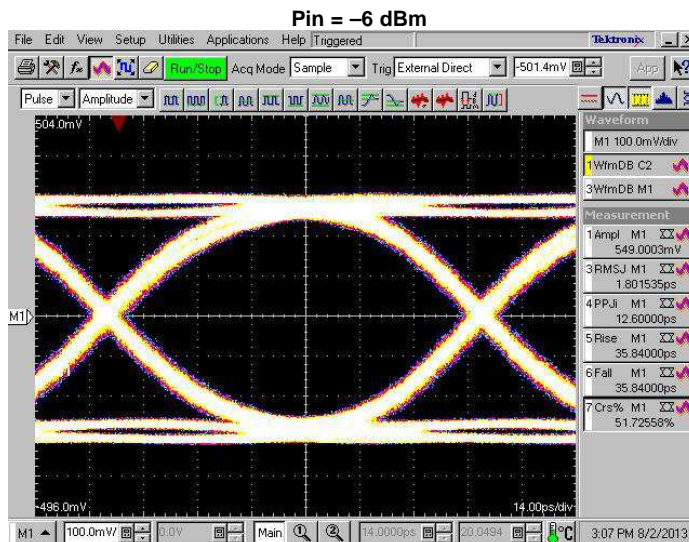 Pin = –6 dBm
File Edit View Setup Utilities Applications Help Triggered Tektronix
Run/Stop Acq Mode Sample Trig External Direct -501.4mV App
Pulse Amplitude
504.0mV
M1
-496.0mV
14.00ps/div
Waveform
M1 100.0mV/div
1 WfmDB C2
3 WfmDB M1
Measurement
1 Ampl M1
549.0003mV
3 RMSJ M1
1.801535ps
4 PPJi M1
12.60000ps
5 Rise M1
35.84000ps
6 Fall M1
35.84000ps
7 Crs% M1
51.72558%
M1 100.0mV/ 0.0V Main 1 2 14.0000ps 20.0494 °C 3:07 PM 8/2/2013